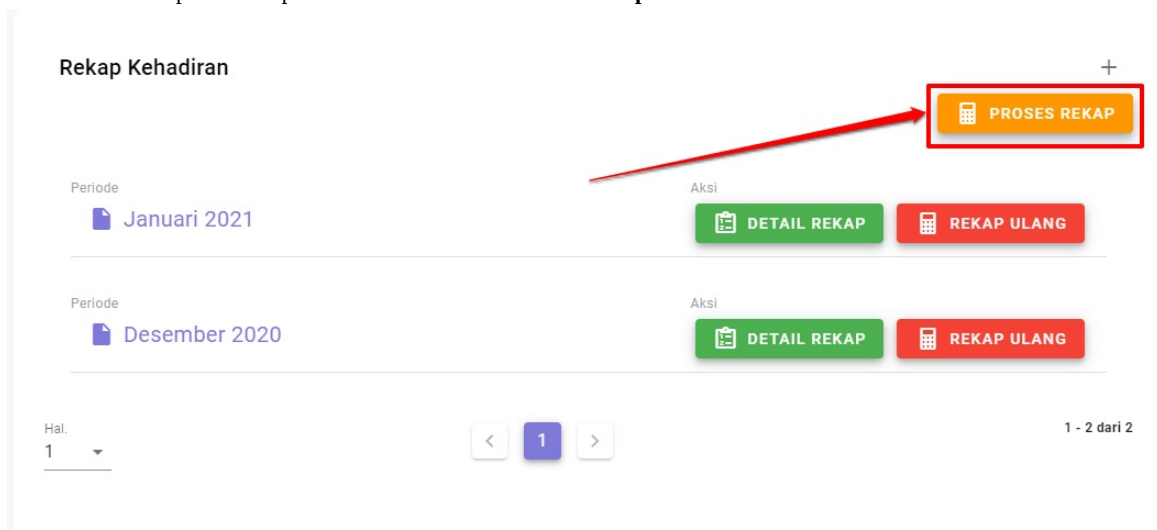 Rekap Kehadiran
PROSES REKAP
Periode
Aksi
Januari 2021
DETAIL REKAP
REKAP ULANG
Periode
Aksi
Desember 2020
DETAIL REKAP
REKAP ULANG
Hal.
1
1
1 - 2 dari 2